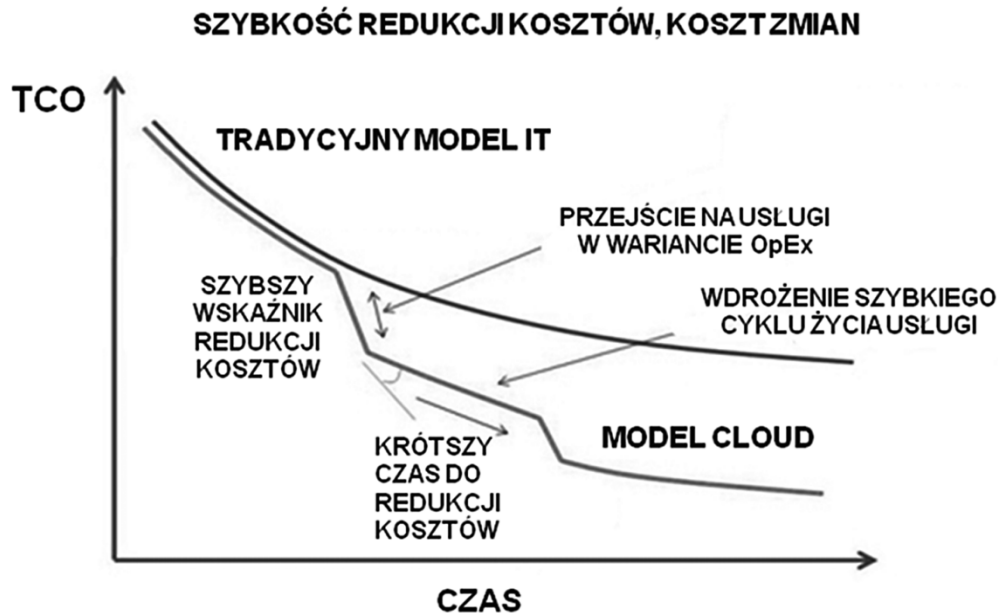 SZYBKOŚĆ REDUKCJI KOSZTÓW, KOSZT ZMIAN
TCO
TRADYCYJNY MODEL IT
PRZEJŚCIE NA USŁUGI
W WARIANCIE OpEx
SZYBSZY
WSKAŹNIK
REDUKCJI
KOSZTÓW
WDROŻENIE SZYBKIEGO
CYKLU ŻYCIA USŁUGI
KRÓTSZY
CZAS DO
REDUKCJI
KOSZTÓW
MODEL CLOUD
CZAS